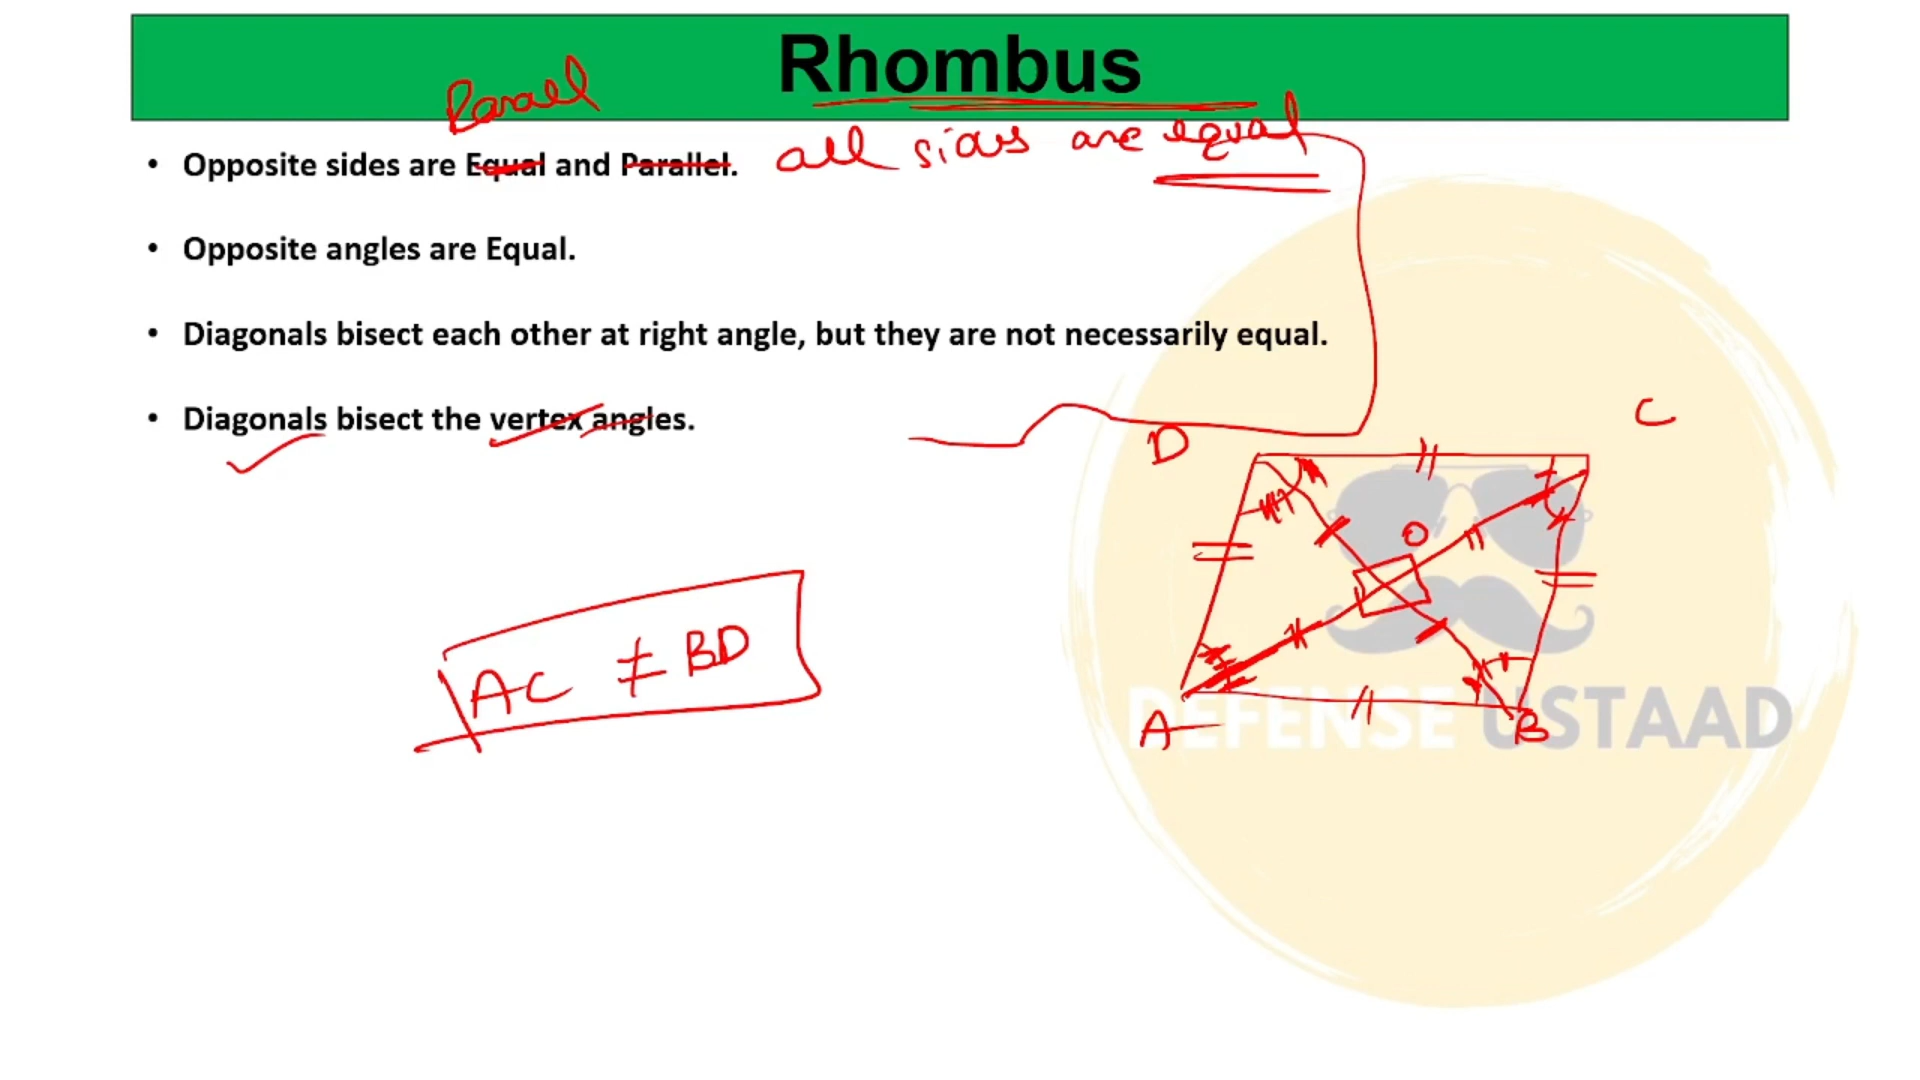 Rhombus
Parall
• Opposite sides are Equal and Parallel. all sides are equal
• Opposite angles are Equal.
• Diagonals bisect each other at right angle, but they are not necessarily equal.
• Diagonals bisect the vertex angles.
D C
O
AC ≠ BD
A B
DEFENSE USTAAD